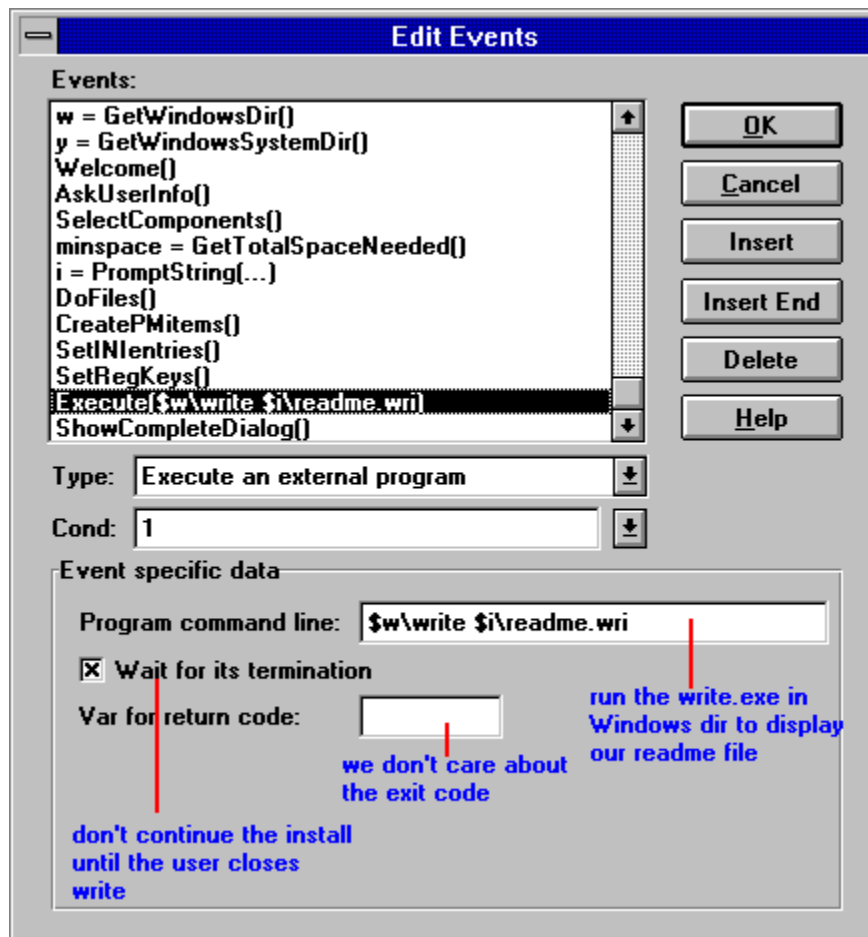 Edit Events
Events:
w = GetWindowsDir()
y = GetWindowsSystemDir()
Welcome()
AskUserInfo()
SelectComponents()
minspace = GetTotalSpaceNeeded()
i = PromptString(...)
DoFiles()
CreatePMitems()
SetINIentries()
SetRegKeys()
Execute($w\write $i\readme.wri)
ShowCompleteDialog()
OK
Cancel
Insert
Insert End
Delete
Help
Type: Execute an external program
Cond: 1
Event specific data
Program command line: $w\write $i\readme.wri
Wait for its termination
Var for return code:
run the write.exe in
Windows dir to display
our readme file
we don't care about
the exit code
don't continue the install
until the user closes
write